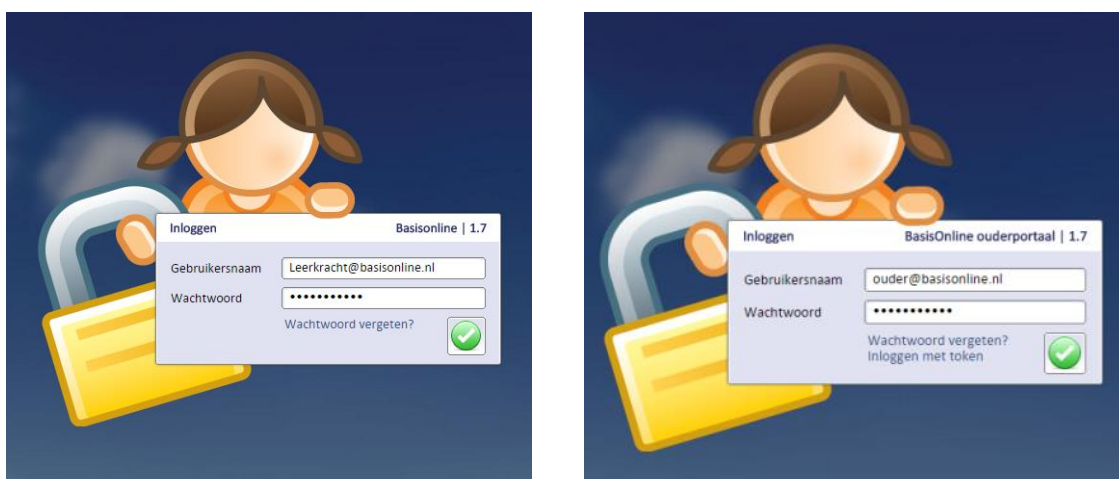 Inloggen Basisonline | 1.7
Gebruikersnaam Leerkracht@basisonline.nl
Wachtwoord •••••••••••
Wachtwoord vergeten?
Inloggen BasisOnline ouderportaal | 1.7
Gebruikersnaam ouder@basisonline.nl
Wachtwoord •••••••••••
Wachtwoord vergeten?
Inloggen met token